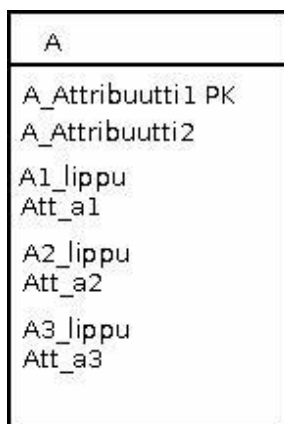 A
A_Attribuutti1 PK
A_Attribuutti2
A1_lippu
Att_a1
A2_lippu
Att_a2
A3_lippu
Att_a3